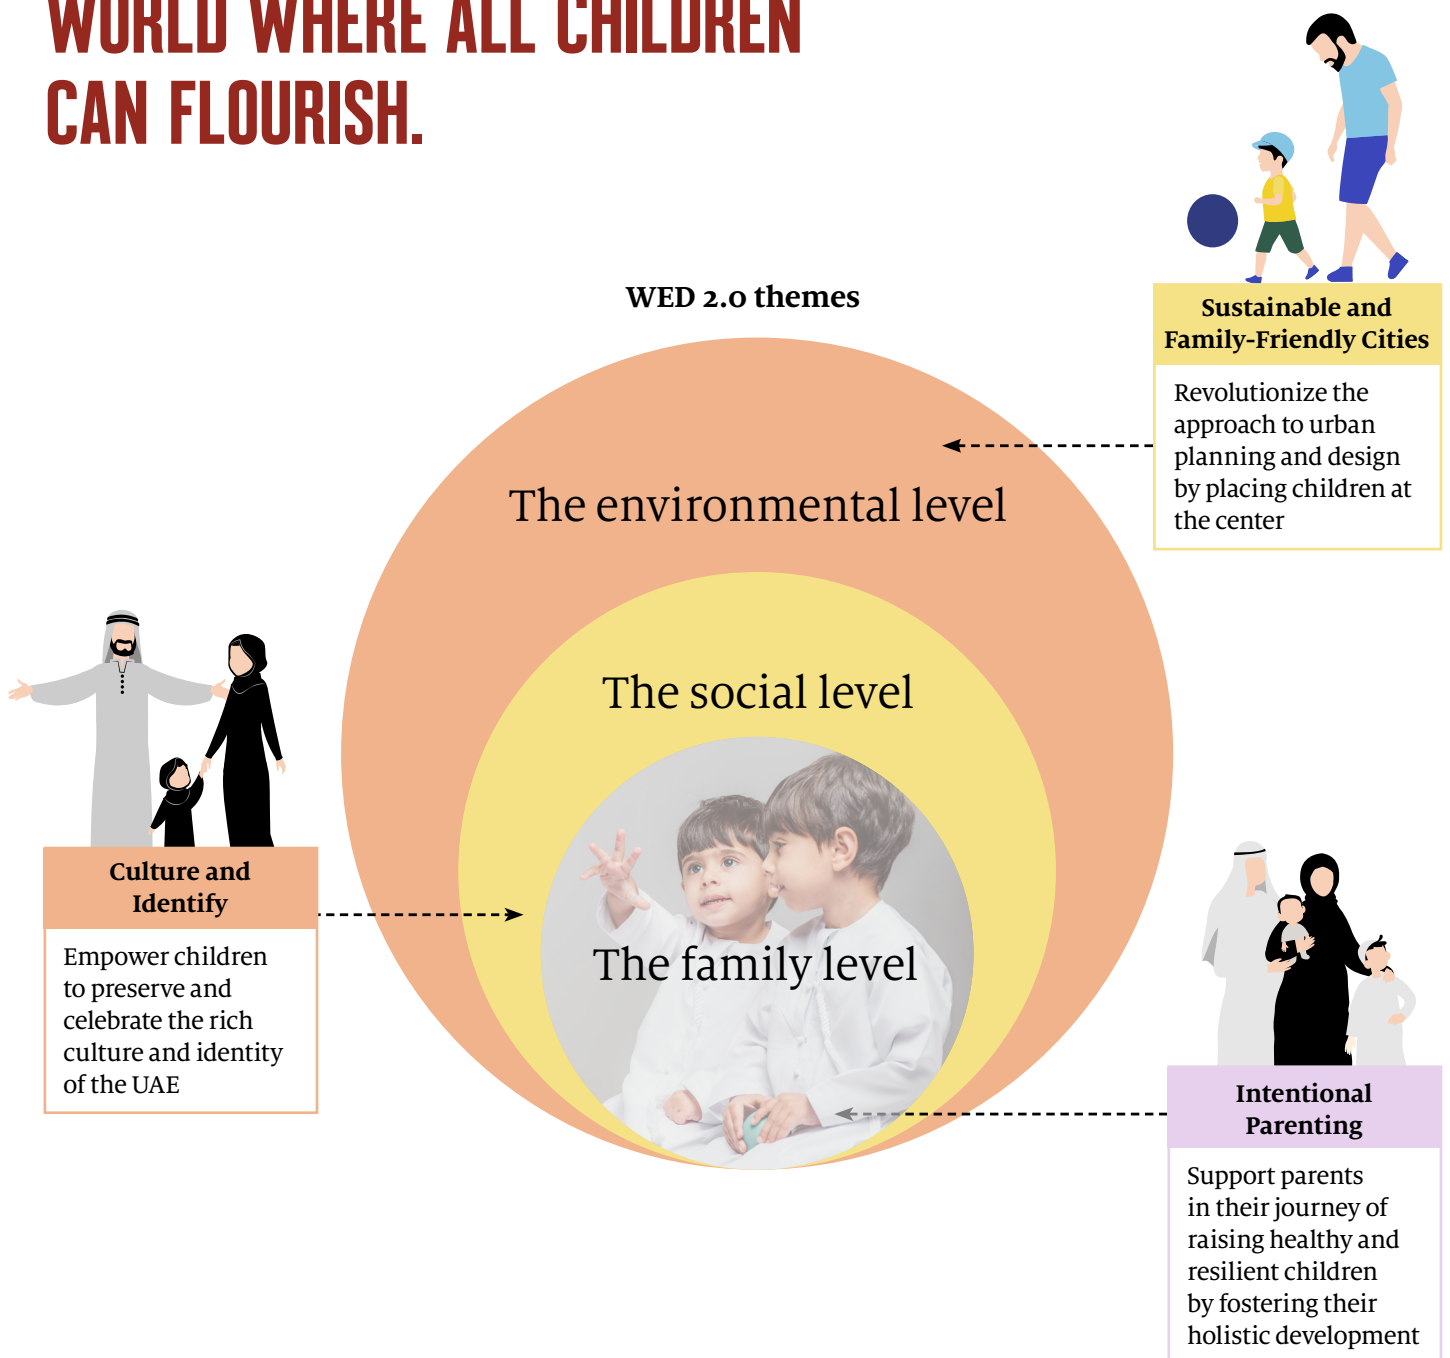 WORLD WHERE ALL CHILDREN
CAN FLOURISH.
WED 2.0 themes
Sustainable and
Family-Friendly Cities
Revolutionize the
approach to urban
planning and design
by placing children at
the center
The environmental level
The social level
The family level
Culture and
Identify
Empower children
to preserve and
celebrate the rich
culture and identity
of the UAE
Intentional
Parenting
Support parents
in their journey of
raising healthy and
resilient children
by fostering their
holistic development